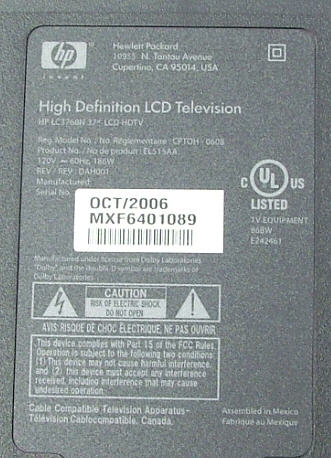 hp
invent
Hewlett Packard
10955 N. Tantau Avenue
Cupertino, CA 95014, USA
High Definition LCD Television
HP LC3760N 37" LCD HDTV
Reg. Model No. / No. Réglementaire : CPTOH - 0608
Product No. / No de produit : EL515AA
120V ~ 60Hz, 186W
REV / REV : DAH001
Manufactured:
Serial No.
OCT/2006
MXF6401089
C UL US
LISTED
TV EQUIPMENT
86BW
E242461
Manufactured under license from Dolby Laboratories
"Dolby" and the double D symbol are trademarks of
Dolby Laboratories
CAUTION
RISK OF ELECTRIC SHOCK
DO NOT OPEN
AVIS RISQUE DE CHOC ÉLECTRIQUE, NE PAS OUVRIR
This device complies with Part 15 of the FCC Rules.
Operation is subject to the following two conditions:
(1) This device may not cause harmful interference,
and (2) this device must accept any interference
received, including interference that may cause
undesired operation.
Cable Compatible Television Apparatus-
Télévision Cablocompatible, Canada.
Assembled in Mexico
Fabriqué au Mexique